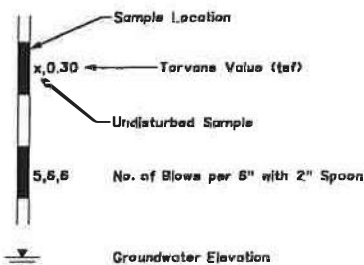 Sample Location
x,0.30 Torvane Value (tsf)
Undisturbed Sample
5,6,6 No. of Blows per 6" with 2" Spoon
Groundwater Elevation